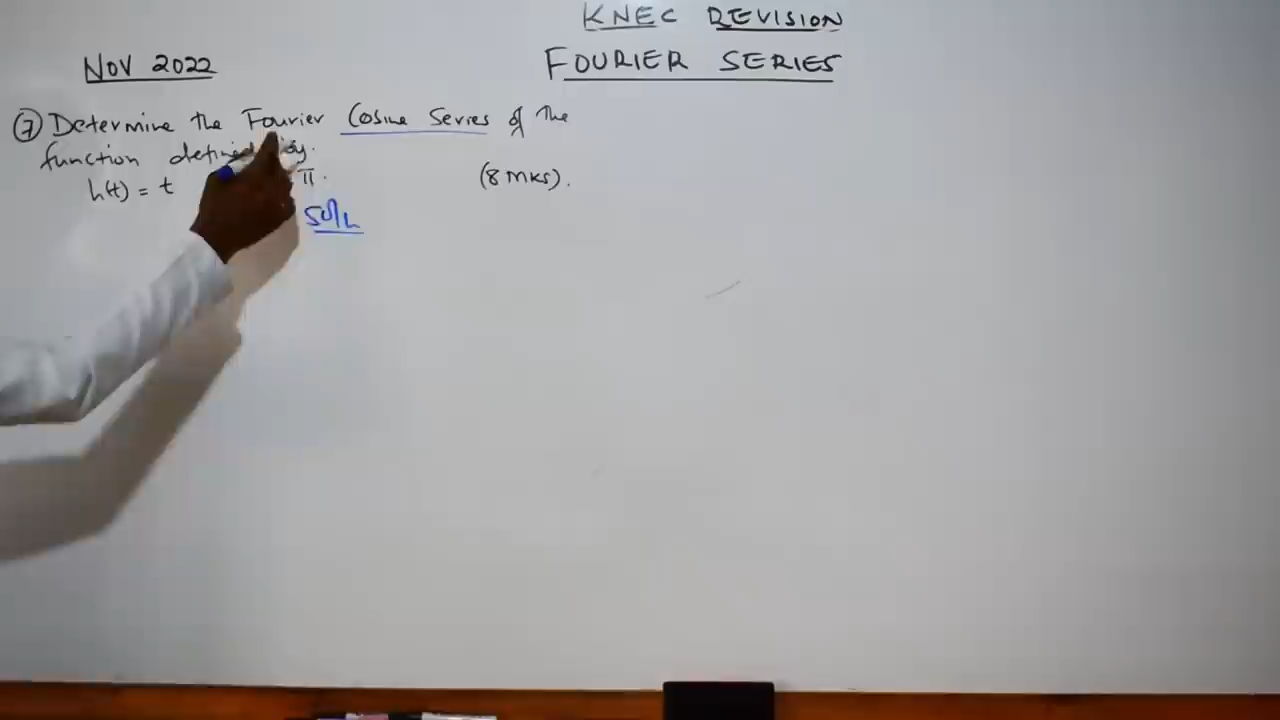 KNEC REVISION
FOURIER SERIES
NOV 2022
⑦ Determine the Fourier Cosine Series of the
function defined by.
h(t) = t π. (8 mks).
Soln